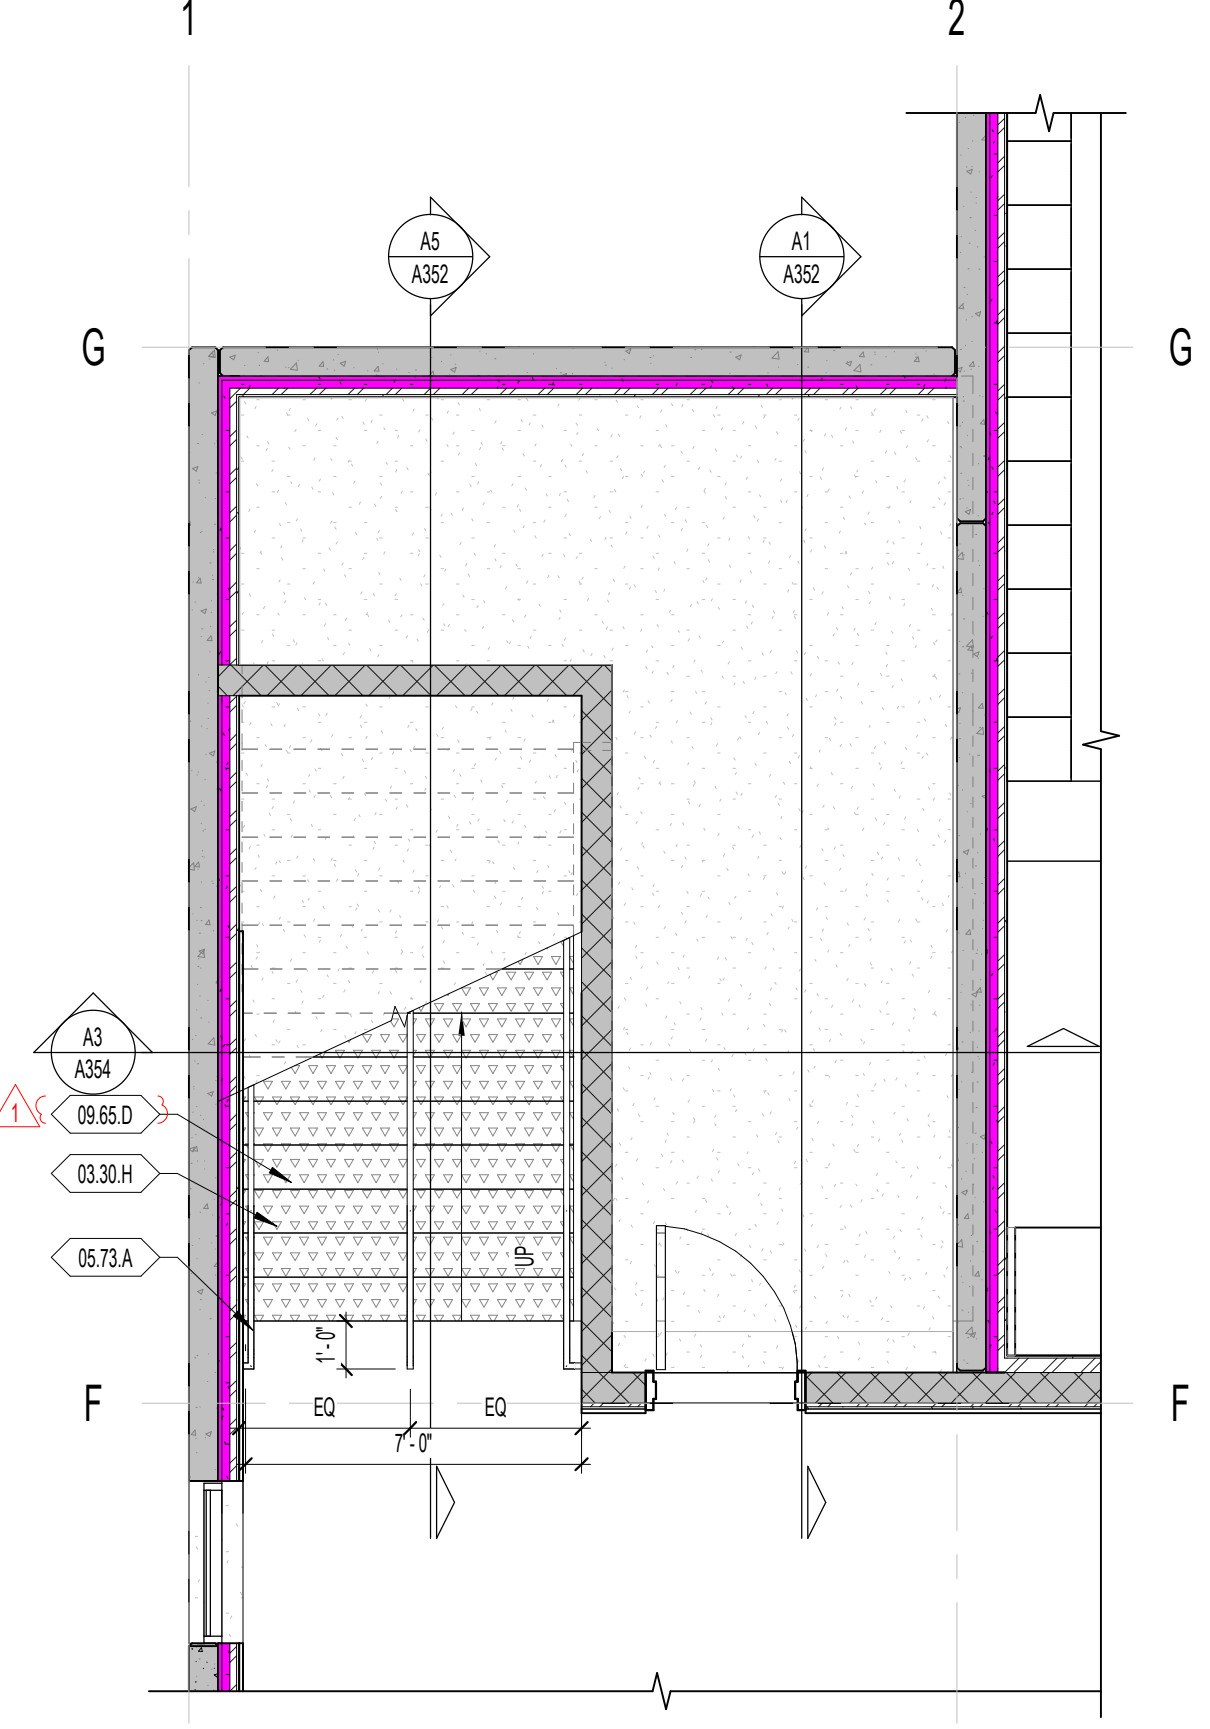 1
2
A5
A352
A1
A352
G
G
A3
A354
1
09.65.D
03.30.H
05.73.A
UP
1' - 0"
F
EQ
EQ
F
7' - 0"